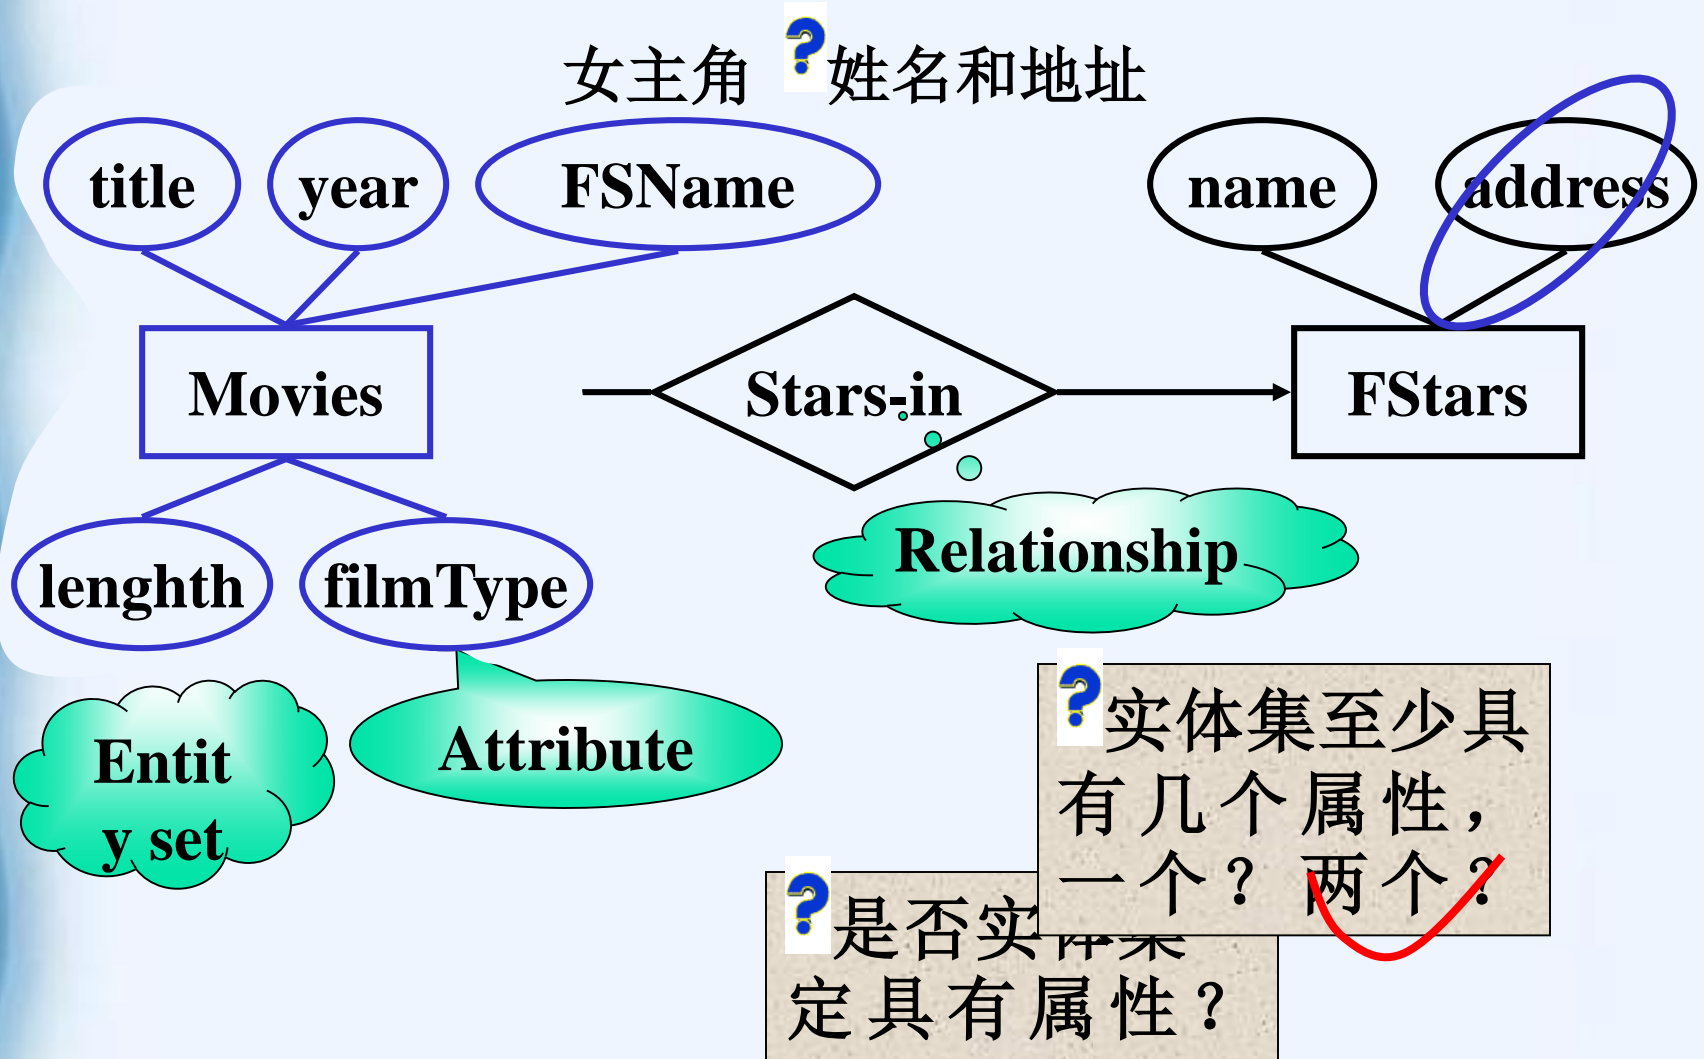 女主角 ?姓名和地址
title year FSName name address
Movies Stars-in FStars
Relationship
lenghth filmType
Attribute
Entit
y set
?实体集至少具
有几个属性，
一个？两个？
?是否实体集
定具有属性？